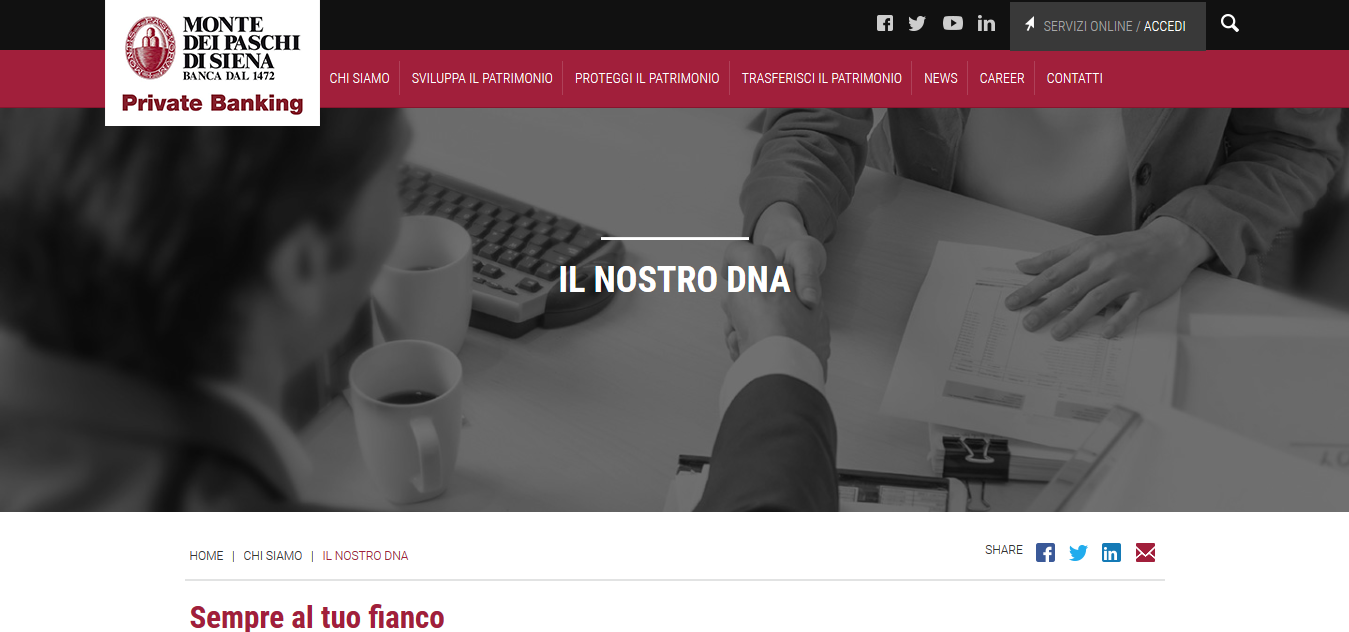 MONTE
DEI PASCHI
DI SIENA
BANCA DAL 1472
Private Banking
SERVIZI ONLINE / ACCEDI
CHI SIAMO
SVILUPPA IL PATRIMONIO
PROTEGGI IL PATRIMONIO
TRASFERISCI IL PATRIMONIO
NEWS
CAREER
CONTATTI
IL NOSTRO DNA
HOME | CHI SIAMO | IL NOSTRO DNA
SHARE
Sempre al tuo fianco